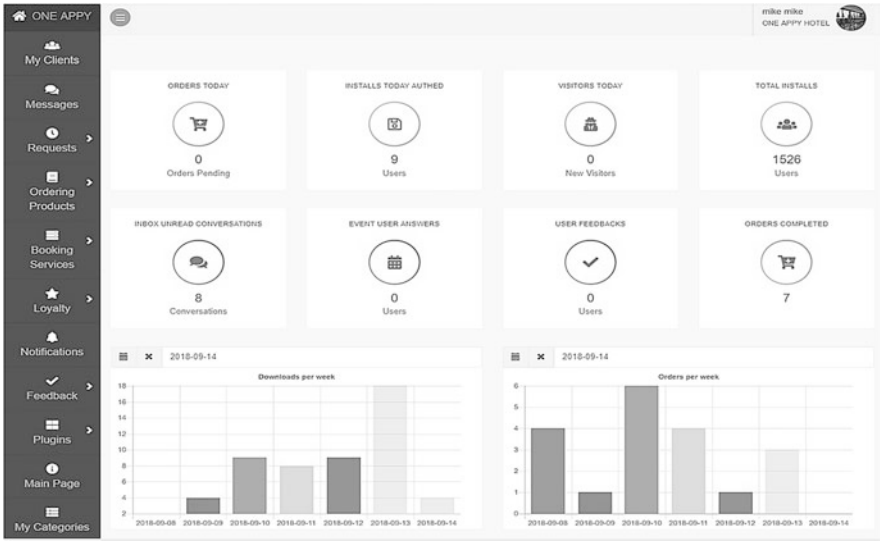 ONE APPY
mike mike
ONE APPY HOTEL
My Clients
Messages
Requests
Ordering
Products
Booking
Services
Loyalty
Notifications
Feedback
Plugins
Main Page
My Categories
ORDERS TODAY
0
Orders Pending
INSTALLS TODAY AUTHED
9
Users
VISITORS TODAY
0
New Visitors
TOTAL INSTALLS
1526
Users
INBOX UNREAD CONVERSATIONS
8
Conversations
EVENT USER ANSWERS
0
Users
USER FEEDBACKS
0
Users
ORDERS COMPLETED
7
2018-09-14
Downloads per week
18
16
14
12
10
8
6
4
2
2018-09-08 2018-09-09 2018-09-10 2018-09-11 2018-09-12 2018-09-13 2018-09-14
2018-09-14
Orders per week
6
5
4
3
2
1
0
2018-09-08 2018-09-09 2018-09-10 2018-09-11 2018-09-12 2018-09-13 2018-09-14